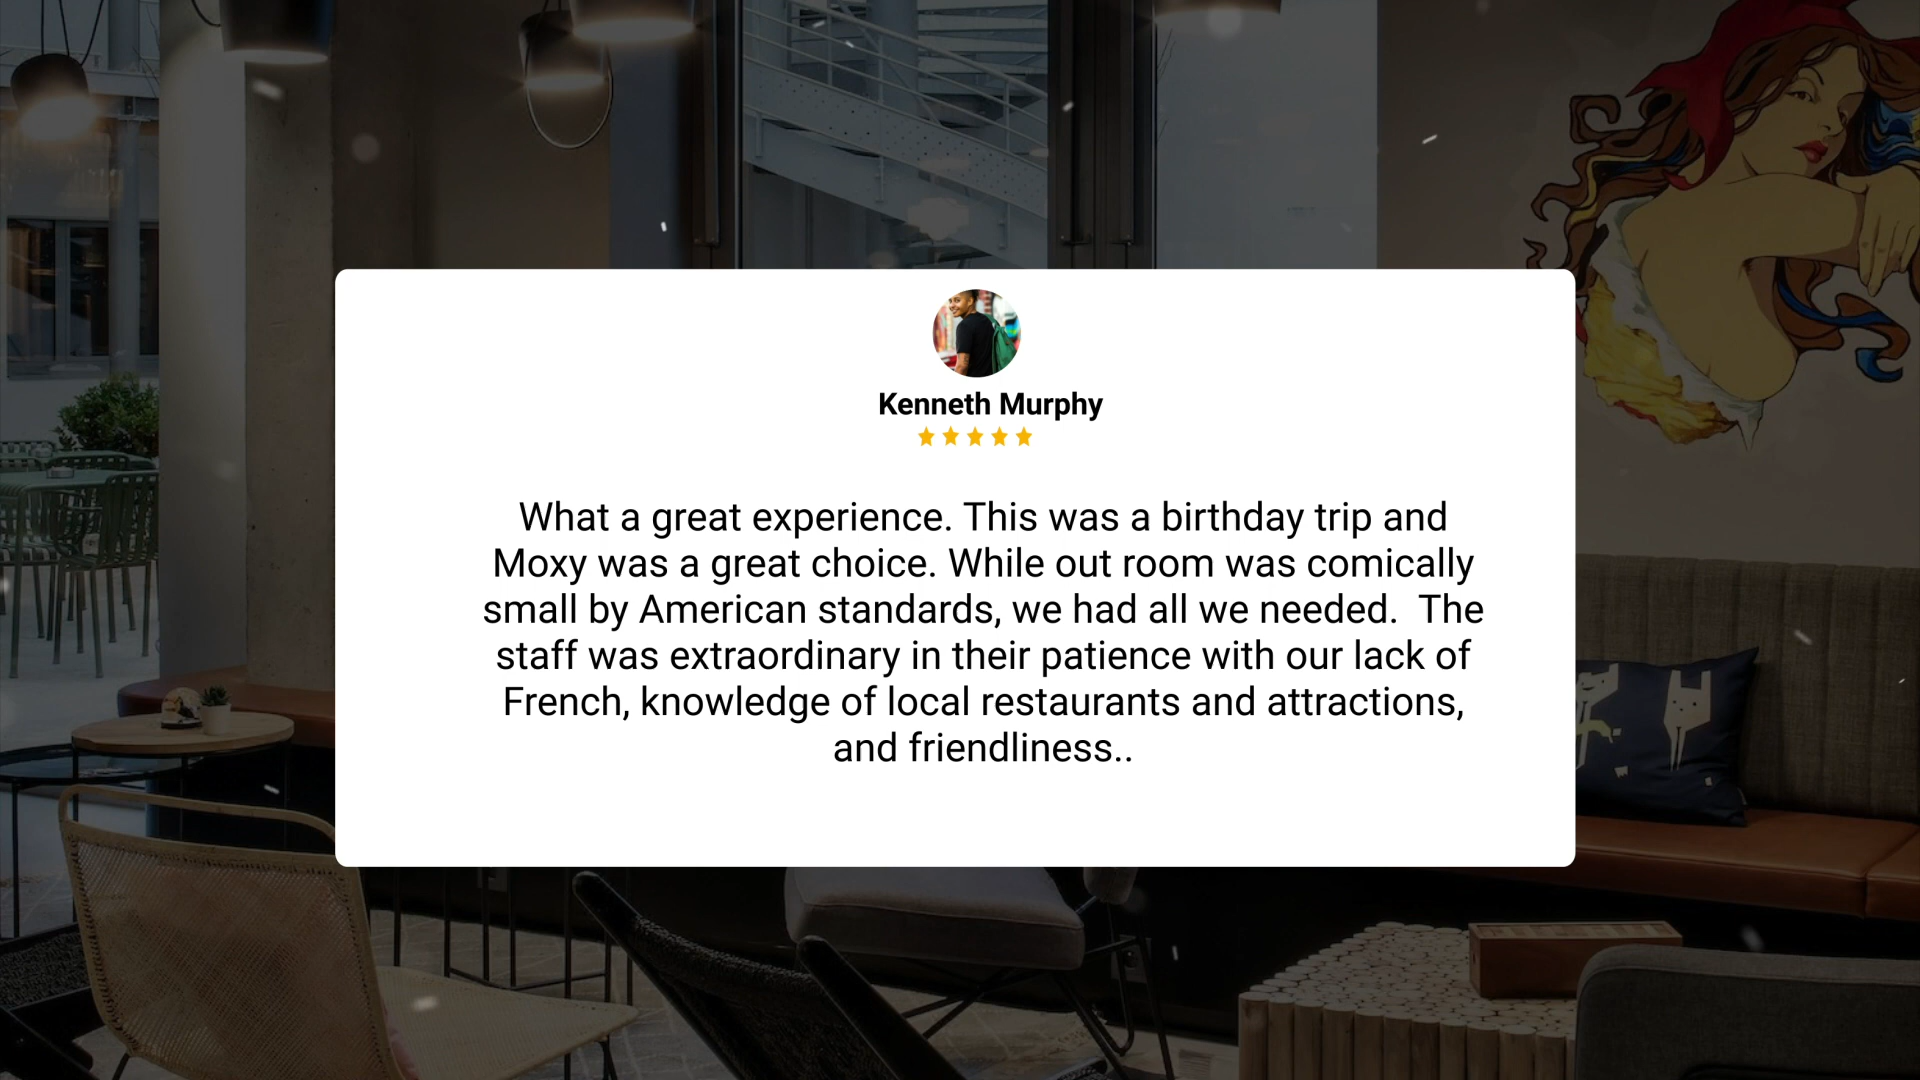 Kenneth Murphy
What a great experience. This was a birthday trip and
Moxy was a great choice. While out room was comically
small by American standards, we had all we needed.  The
staff was extraordinary in their patience with our lack of
French, knowledge of local restaurants and attractions,
and friendliness..